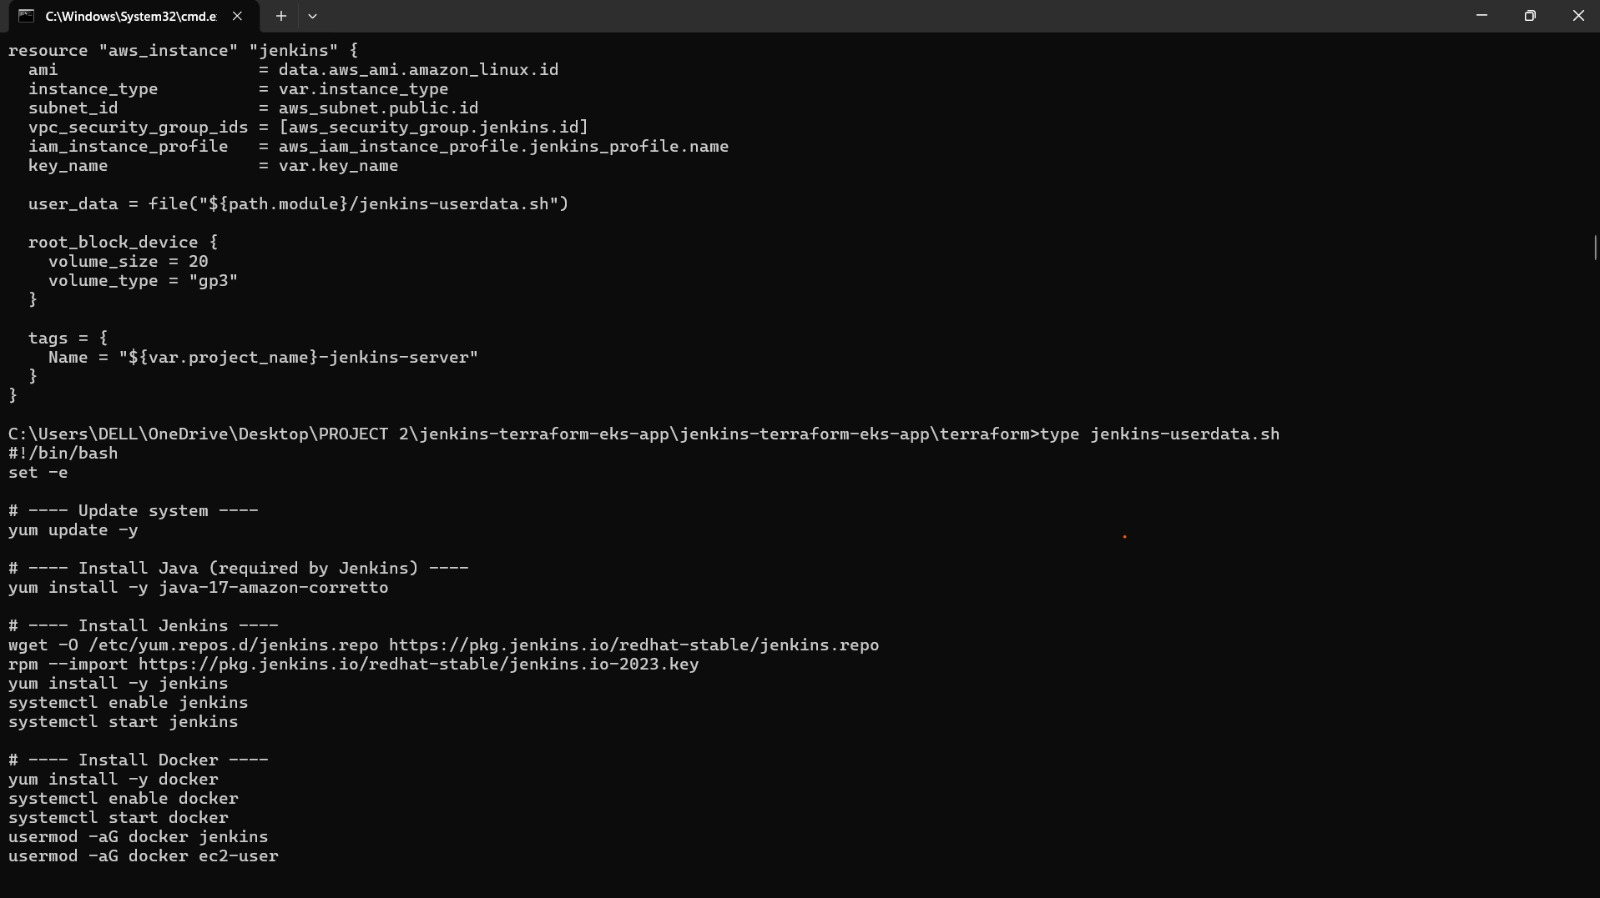 C:\Windows\System32\cmd.e
resource "aws_instance" "jenkins" {
  ami                    = data.aws_ami.amazon_linux.id
  instance_type          = var.instance_type
  subnet_id              = aws_subnet.public.id
  vpc_security_group_ids = [aws_security_group.jenkins.id]
  iam_instance_profile   = aws_iam_instance_profile.jenkins_profile.name
  key_name               = var.key_name

  user_data = file("${path.module}/jenkins-userdata.sh")

  root_block_device {
    volume_size = 20
    volume_type = "gp3"
  }

  tags = {
    Name = "${var.project_name}-jenkins-server"
  }
}

C:\Users\DELL\OneDrive\Desktop\PROJECT 2\jenkins-terraform-eks-app\jenkins-terraform-eks-app\terraform>type jenkins-userdata.sh
#!/bin/bash
set -e

# ---- Update system ----
yum update -y

# ---- Install Java (required by Jenkins) ----
yum install -y java-17-amazon-corretto

# ---- Install Jenkins ----
wget -O /etc/yum.repos.d/jenkins.repo https://pkg.jenkins.io/redhat-stable/jenkins.repo
rpm --import https://pkg.jenkins.io/redhat-stable/jenkins.io-2023.key
yum install -y jenkins
systemctl enable jenkins
systemctl start jenkins

# ---- Install Docker ----
yum install -y docker
systemctl enable docker
systemctl start docker
usermod -aG docker jenkins
usermod -aG docker ec2-user